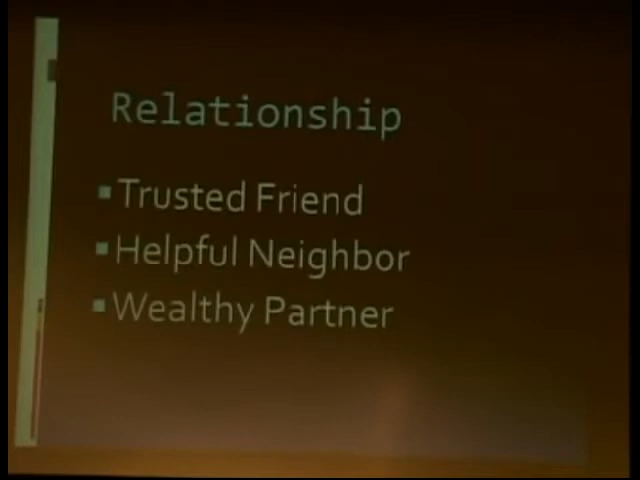 Relationship
Trusted Friend
Helpful Neighbor
Wealthy Partner